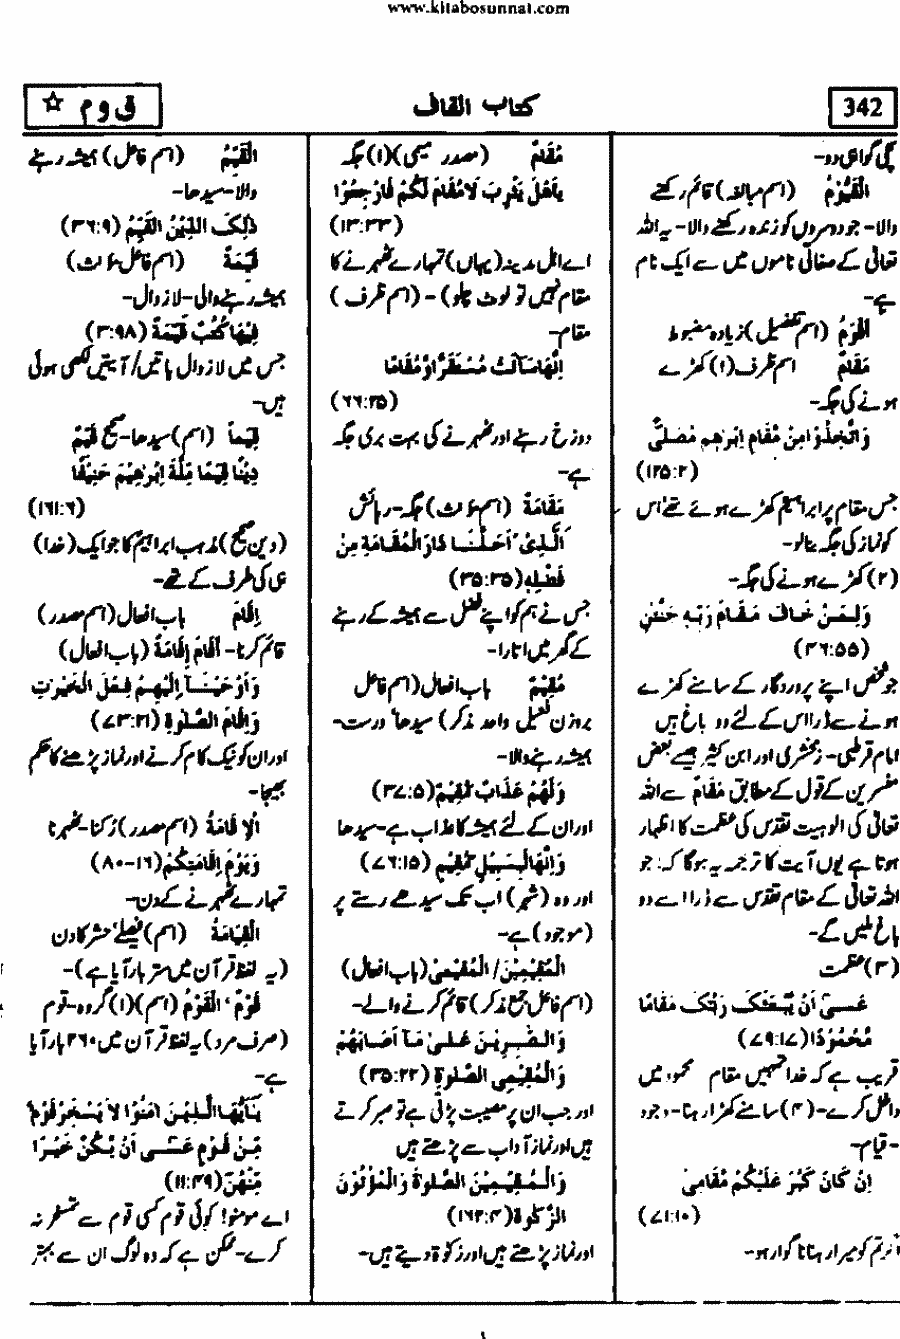 www.kitabosunnat.com
342
کتاب القاف
ق و م ☆
سچی گواہی دو-
القَیُّوْمُ (اسم مبالغہ) قائم رکھنے
والا- جو دوسروں کو زندہ رکھنے والا- یہ اللہ
تعالیٰ کے صفاتی ناموں میں سے ایک نام
ہے-
اَقْوَمُ (اسم تفضیل) زیادہ مضبوط
مَقَامٌ اسم ظرف (۱) کھڑے
ہونے کی جگہ-
وَاتَّخِذُوْا مِنْ مَّقَامِ اِبْرٰهٖمَ مُصَلًّى
(۱۲۵:۲)
جس مقام پر ابراہیم کھڑے ہوئے تھے اُس
کو نماز کی جگہ بنا لو-
(۲) کھڑے ہونے کی جگہ-
وَلِمَنْ خَافَ مَقَامَ رَبِّهٖ جَنَّتٰنِ
(۴۶:۵۵)
جو شخص اپنے پروردگار کے سامنے کھڑے
ہونے سے ڈرا اس کے لئے دو باغ ہیں
امام قرطبی- زمخشری اور ابن کثیر جیسے بعض
مفسرین کے قول کے مطابق مَقَامٌ سے اللہ
تعالیٰ کی الوہیت تقدس کی عظمت کا اظہار
ہوتا ہے یوں آیت کا ترجمہ یہ ہوگا کہ: جو
اللہ تعالیٰ کے مقام تقدس سے ڈرا اسے دو
باغ ملیں گے-
(۳) عظمت
عَسٰىٓ اَنْ يَّبْعَثَكَ رَبُّكَ مَقَامًا
مَّحْمُوْدًا (۷۹:۱۷)
قریب ہے کہ خدا تمہیں مقام محمود میں
داخل کرے- (۴) سامنے کھڑا رہنا- وجود
- قیام-
اِنْ كَانَ كَبُرَ عَلَيْكُمْ مَّقَامِیْ
(۷۱:۱۰)
اگر تم کو میرا رہنا ناگوار ہو-
مُقَامٌ (مصدر میمی) (۱) جگہ
يٰاَهْلَ يَثْرِبَ لَا مُقَامَ لَكُمْ فَارْجِعُوْا
(۱۳:۳۳)
اے اہل مدینہ (یہاں) تمہارے ٹھہرنے کا
مقام نہیں تو لوٹ چلو)- (اسم ظرف)
مقام-
اِنَّهَا سَآءَتْ مُسْتَقَرًّا وَّمُقَامًا
(۶۶:۲۵)
دوزخ رہنے اور ٹھہرنے کی بہت بری جگہ
ہے-
مُقَامَةٌ (اسم مؤنث) جگہ- رہائش
اَلَّذِىْٓ اَحَلَّنَا دَارَ الْمُقَامَةِ مِنْ
فَضْلِهٖ (۳۵:۳۵)
جس نے ہم کو اپنے فضل سے ہمیشہ کے رہنے
کے گھر میں اتارا-
مُقِيْمٌ باب افعال (اسم فاعل
بروزن تفعیل واحد مذکر) سیدھا' درست-
ہمیشہ رہنے والا-
وَلَهُمْ عَذَابٌ مُّقِيْمٌ (۳۷:۵)
اور ان کے لئے ہمیشہ کا عذاب ہے- سیدھا
وَاِنَّهَا لَبِسَبِيْلٍ مُّقِيْمٍ (۷۶:۱۵)
اور وہ (شہر) اب تک سیدھے رستے پر
(موجود) ہے-
الْمُقِيْمِيْنَ/ الْمُقِيْمِیْ (باب افعال)
(اسم فاعل جمع مذکر) قائم کرنے والے-
وَالصّٰبِرِيْنَ عَلٰى مَآ اَصَابَهُمْ
وَالْمُقِيْمِى الصَّلٰوةِ (۳۵:۲۲)
اور جب ان پر مصیبت پڑتی ہے تو صبر کرتے
ہیں اور نماز آداب سے پڑھتے ہیں
وَالْمُقِيْمِيْنَ الصَّلٰوةَ وَالْمُؤْتُوْنَ
الزَّكٰوةَ (۱۶۲:۴)
اور نماز پڑھتے ہیں اور زکوۃ دیتے ہیں-
القَيِّمُ (اسم فاعل) ہمیشہ رہنے
والا- سیدھا-
ذٰلِكَ الدِّيْنُ الْقَيِّمُ (۳۶:۹)
قَيِّمَةٌ (اسم فاعل مؤنث)
ہمیشہ رہنے والی- لازوال-
فِيْهَا كُتُبٌ قَيِّمَةٌ (۳:۹۸)
جس میں لازوال باتیں/ آیتیں لکھی ہوئی
ہیں-
قِيَمًا (اسم) سیدھا- صحیح قَيِّمٌ
دِيْنًا قِيَمًا مِّلَّةَ اِبْرٰهِيْمَ حَنِيْفًا
(۱۶۱:۶)
(دین صحیح) مذہب ابراہیم کا جو ایک (خدا)
ہی کی طرف کے تھے-
اِقَامَ باب افعال (اسم مصدر)
قائم کرنا- اَقَامَ اِقَامَةً (باب افعال)
وَاَوْحَيْنَآ اِلَيْهِمْ فِعْلَ الْخَيْرٰتِ
وَاِقَامَ الصَّلٰوةِ (۷۳:۲۱)
اور ان کو نیک کام کرنے اور نماز پڑھنے کا حکم
بھیجا-
اَلْاِقَامَةُ (اسم مصدر) رُکنا- ٹھہرنا
وَيَوْمَ اِقَامَتِكُمْ (۱۶-۸۰)
تمہارے ٹھہرنے کے دن-
الْقِيَامَةُ (اسم) فیصلے' حشر کا دن
(یہ لفظ قرآن میں ستر بار آیا ہے)-
قَوْمٌ' الْقَوْمُ (اسم) (۱) گروہ- قوم
(صرف مرد) یہ لفظ قرآن میں ۲۶۰ بار آیا
ہے-
يٰٓاَيُّهَا الَّذِيْنَ اٰمَنُوْا لَا يَسْخَرْ قَوْمٌ
مِّنْ قَوْمٍ عَسٰٓى اَنْ يَّكُنَّ خَيْرًا
مِّنْهُنَّ (۱۱:۴۹)
اے مومنو! کوئی قوم کسی قوم سے تمسخر نہ
کرے- ممکن ہے کہ وہ لوگ ان سے بہتر